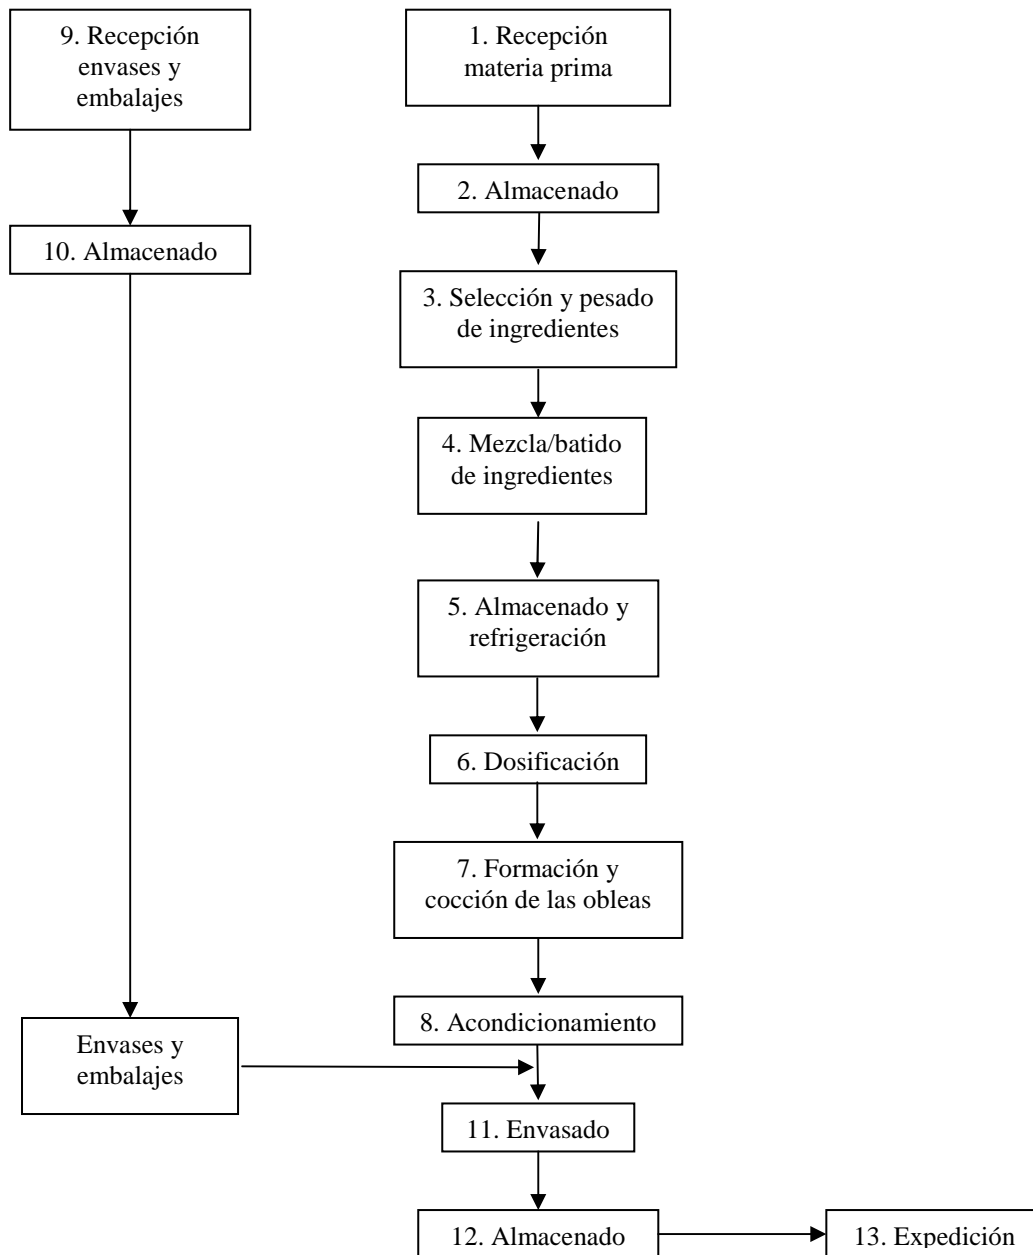 9. Recepción
envases y
embalajes
1. Recepción
materia prima
2. Almacenado
10. Almacenado
3. Selección y pesado
de ingredientes
4. Mezcla/batido
de ingredientes
5. Almacenado y
refrigeración
6. Dosificación
7. Formación y
cocción de las obleas
8. Acondicionamiento
Envases y
embalajes
11. Envasado
12. Almacenado
13. Expedición